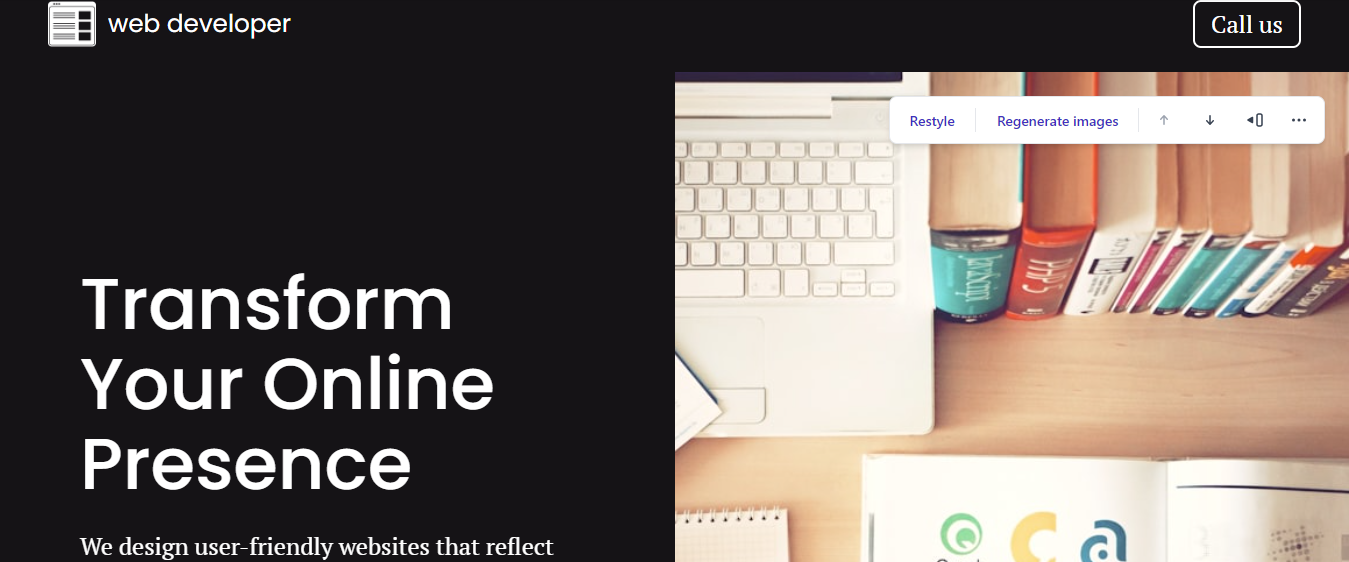 web developer
Call us
Restyle
Regenerate images
Transform
Your Online
Presence
We design user-friendly websites that reflect